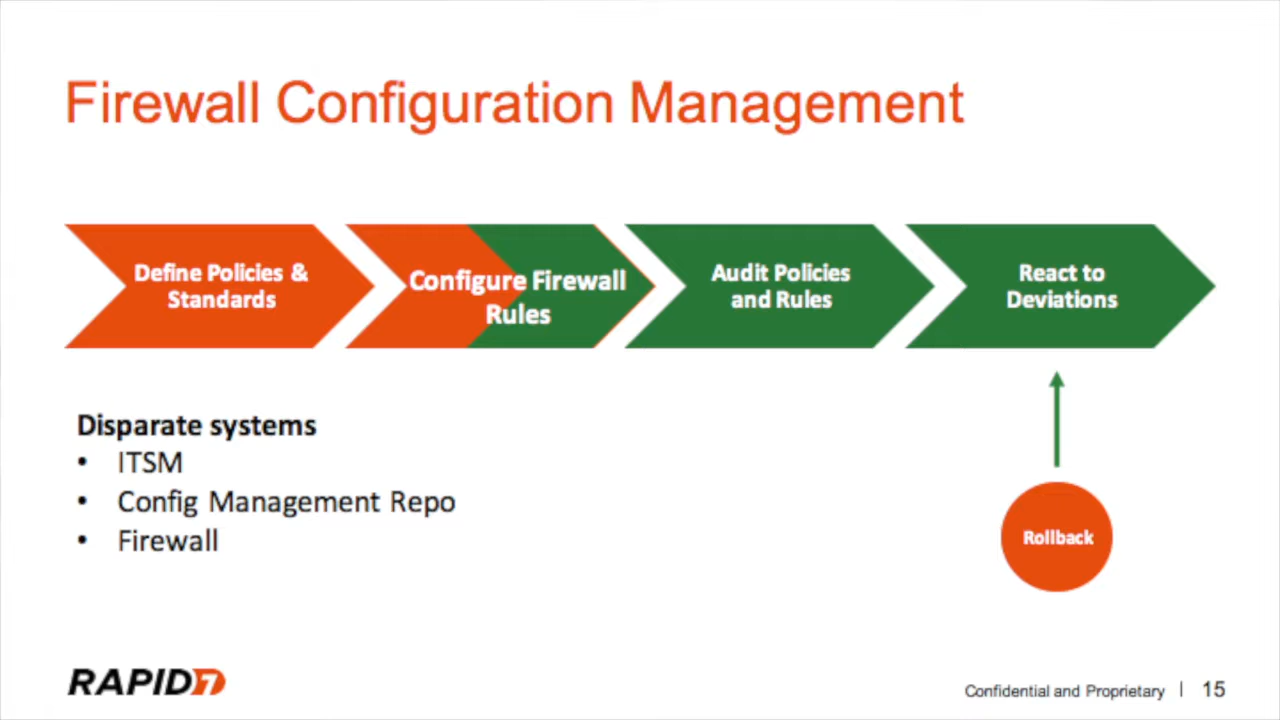 Firewall Configuration Management
Define Policies &
Standards
Configure Firewall
Rules
Audit Policies
and Rules
React to
Deviations
Disparate systems
• ITSM
• Config Management Repo
• Firewall
Rollback
RAPID7
Confidential and Proprietary | 15